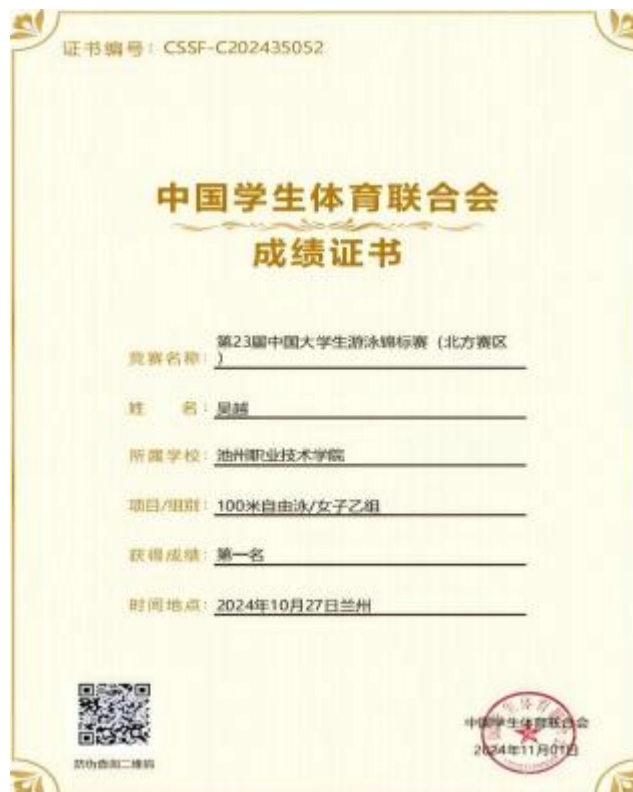 证书编号：CSSF-C202435052
中国学生体育联合会
成绩证书
竞赛名称：第23届中国大学生游泳锦标赛（北方赛区
）
姓 名：吴越
所属学校：池州职业技术学院
项目/组别：100米自由泳/女子乙组
获得成绩：第一名
时间地点：2024年10月27日兰州
中国学生体育联合会
2024年11月01日
防伪查询二维码